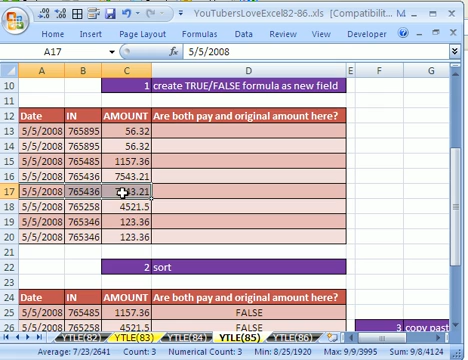 YouTubersLoveExcel82-86..xls [Compatibilit...
Home Insert Page Layout Formulas Data Review View Developer
A17 fx 5/5/2008
A B C D E F G
10 1 create TRUE/FALSE formula as new field
11
12 Date IN AMOUNT Are both pay and original amount here?
13 5/5/2008 765895 56.32
14 5/5/2008 765895 56.32
15 5/5/2008 765485 1157.36
16 5/5/2008 765436 7543.21
17 5/5/2008 765436 7543.21
18 5/5/2008 765258 4521.5
19 5/5/2008 765346 123.36
20 5/5/2008 765346 123.36
21
22 2 sort
23
24 Date IN AMOUNT Are both pay and original amount here?
25 5/5/2008 765485 1157.36 FALSE
26 5/5/2008 765258 4521.5 FALSE 3 copy past
YTLE(82) YTLE(83) YTLE(84) YTLE(85) YTLE(86)
Average: 7/23/2641 Count: 3 Numerical Count: 3 Min: 8/25/1920 Max: 9/9/3995 Sum: 9/8/4124